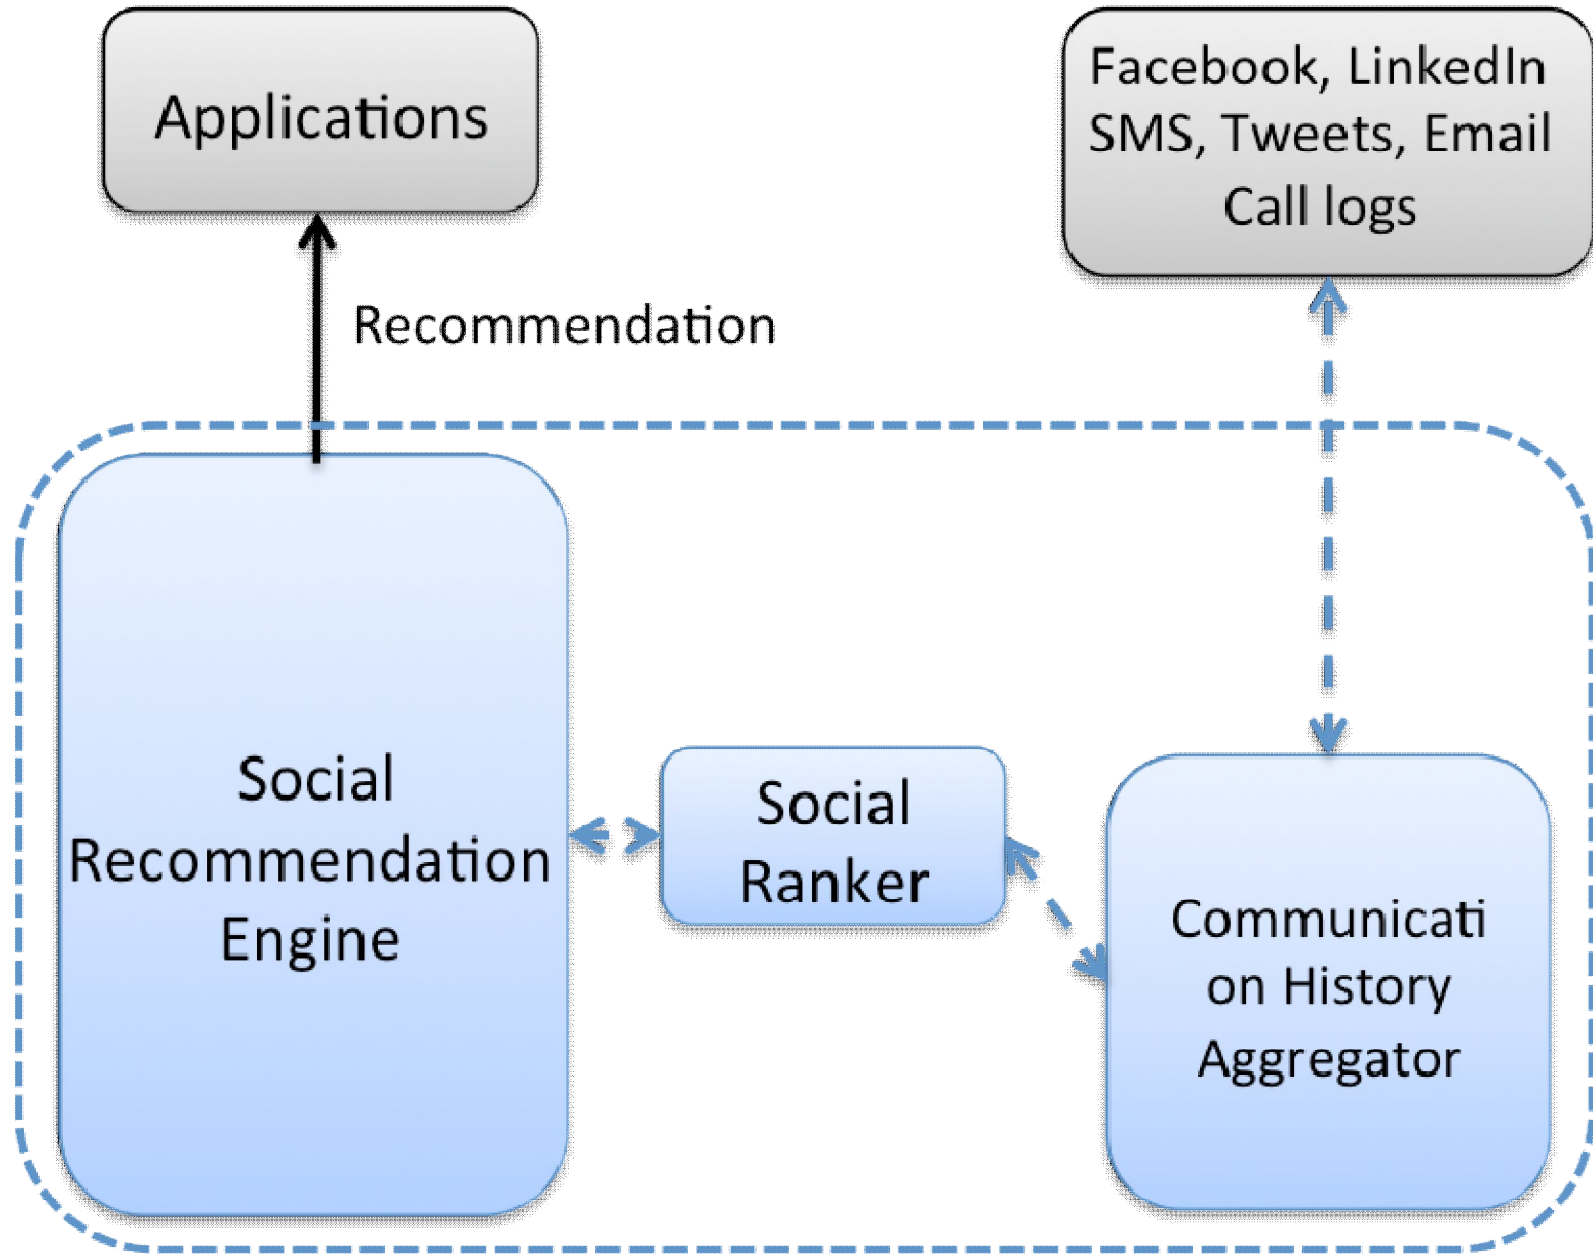 Applications
Facebook, LinkedIn
SMS, Tweets, Email
Call logs
Recommendation
Social
Recommendation
Engine
Social
Ranker
Communicati
on History
Aggregator